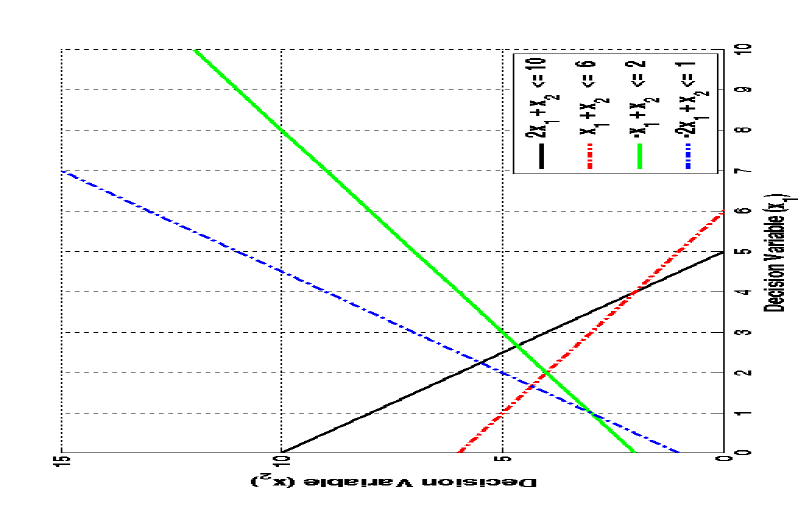 2x1 + x2 <= 10
x1 + x2 <= 6
-x1 + x2 <= 2
-2x1 + x2 <= 1
0
1
2
3
4
5
6
7
8
9
10
Decision Variable (x1)
0
5
10
15
Decision Variable (x2)